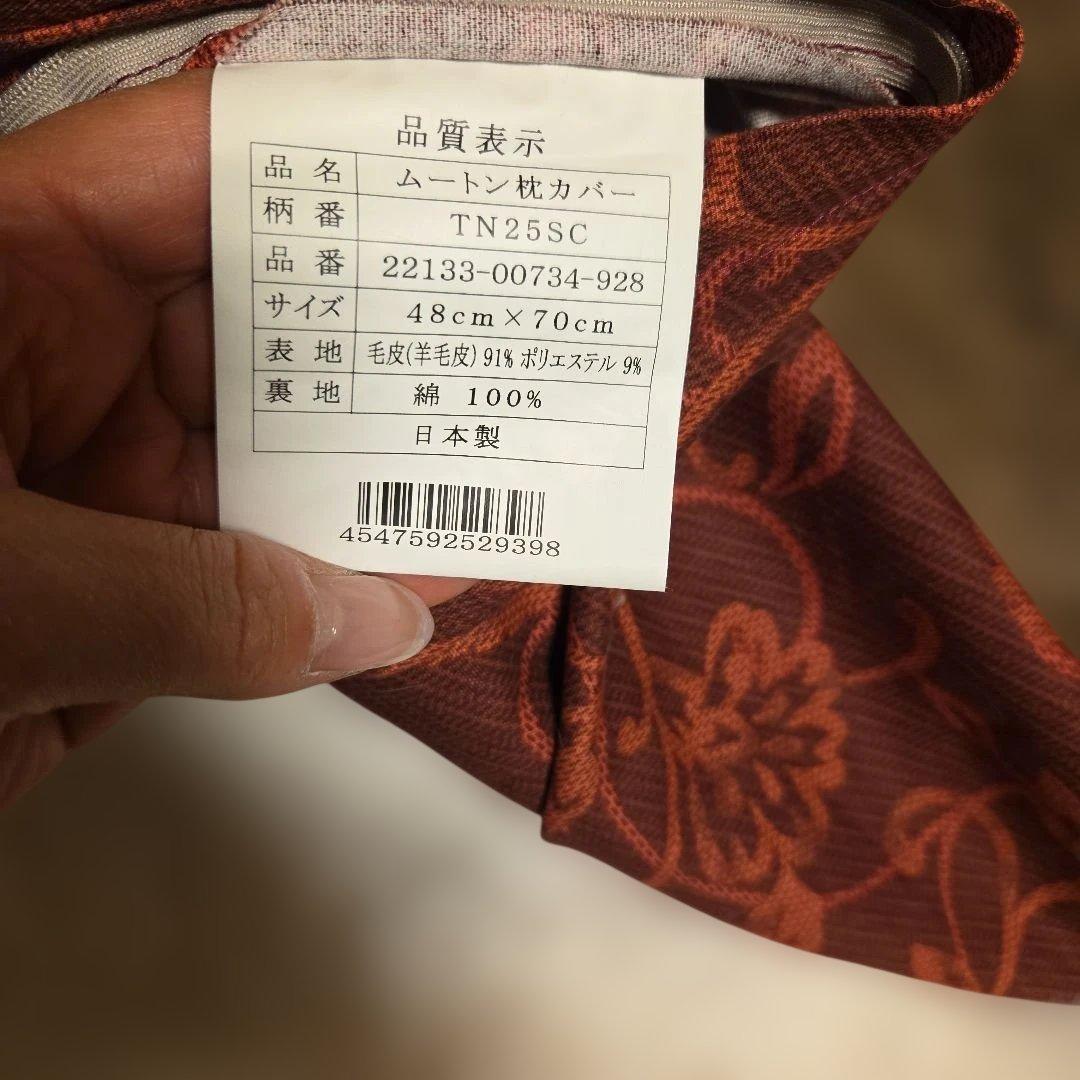 品質表示
品名 ムートン枕カバー
柄番 TN25SC
品番 22133-00734-928
サイズ 48cm×70cm
表地 毛皮(羊毛皮) 91% ポリエステル 9%
裏地 綿 100%
日本製
4547592529398